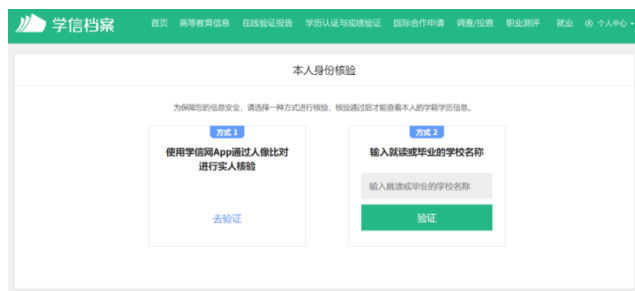 学信档案 首页 高等教育信息 在线验证报告 学历认证与成绩验证 国际合作申请 调查/投票 职业测评 就业 个人中心
本人身份核验
为保障您的信息安全，请选择一种方式进行核验，核验通过后才能查看本人的学籍学历信息。
方式 1
使用学信网App通过人像比对
进行实人核验
去验证
方式 2
输入就读或毕业的学校名称
输入就读或毕业的学校名称
验证